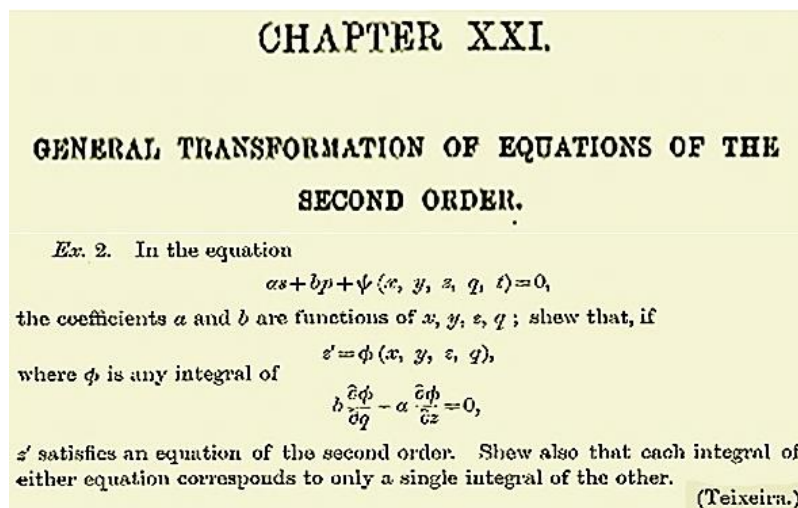 CHAPTER XXI.
GENERAL TRANSFORMATION OF EQUATIONS OF THE
SECOND ORDER.
Ex. 2. In the equation
as+bp+ψ (x, y, z, q, t)=0,
the coefficients a and b are functions of x, y, z, q ; shew that, if
z′=φ (x, y, z, q),
where φ is any integral of
b ∂φ/∂q − a ∂φ/∂z =0,
z′ satisfies an equation of the second order. Shew also that each integral of
either equation corresponds to only a single integral of the other.
(Teixeira.)